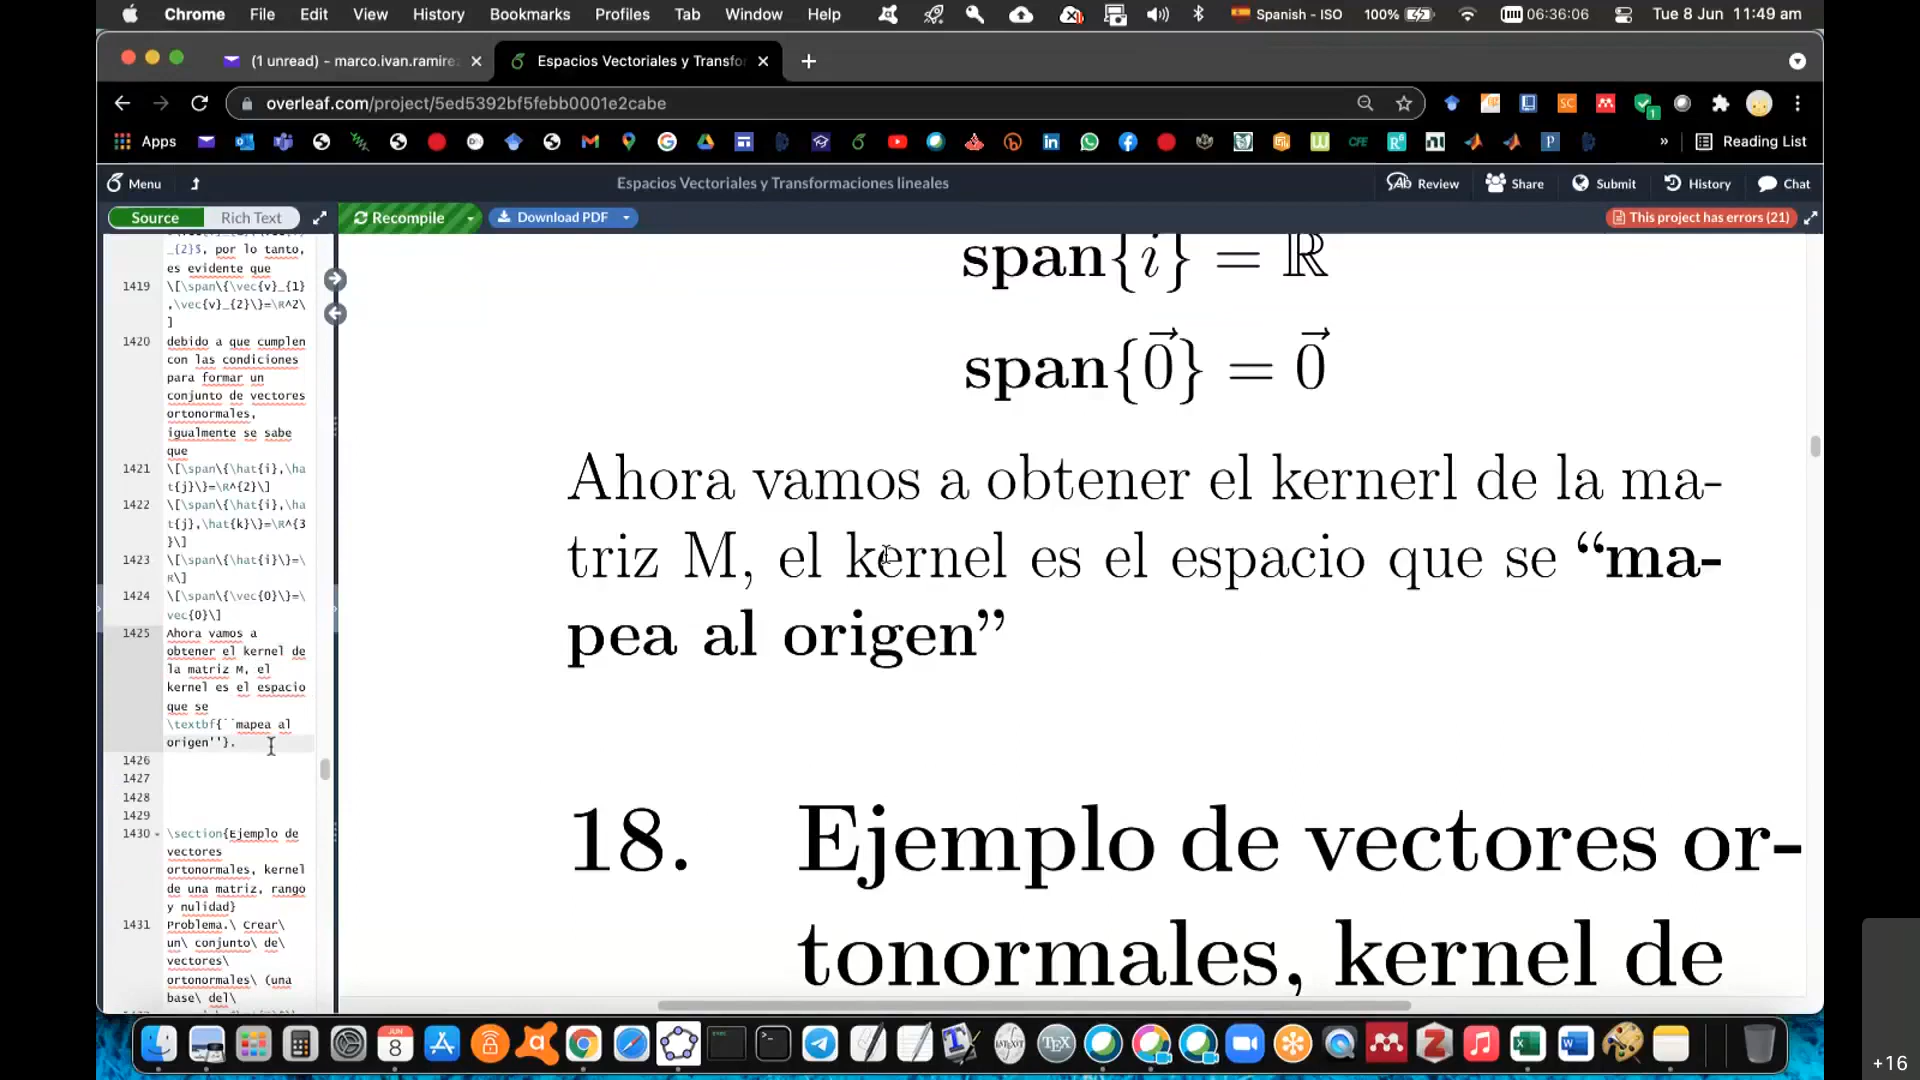 Chrome File Edit View History Bookmarks Profiles Tab Window Help Spanish - ISO 100% 06:36:06 Tue 8 Jun 11:49 am
(1 unread) - marco.ivan.ramire
Espacios Vectoriales y Transfor
overleaf.com/project/5ed5392bf5febb0001e2cabe
Apps Reading List
Menu Espacios Vectoriales y Transformaciones lineales Review Share Submit History Chat
Source Rich Text Recompile Download PDF This project has errors (21)
_{2}$, por lo tanto,
es evidente que
1419 \[\span\{\vec{v}_{1}
,\vec{v}_{2}\}=\R^2\
]
1420 debido a que cumplen
con las condiciones
para formar un
conjunto de vectores
ortonormales,
igualmente se sabe
que
1421 \[\span\{\hat{i},\ha
t{j}\}=\R^{2}\]
1422 \[\span\{\hat{i},\ha
t{j},\hat{k}\}=\R^{3
}\]
1423 \[\span\{\hat{i}\}=\
R\]
1424 \[\span\{\vec{0}\}=\
vec{0}\]
1425 Ahora vamos a
obtener el kernel de
la matriz M, el
kernel es el espacio
que se
\textbf{``mapea al
origen''}.
1426
1427
1428
1429
1430 \section{Ejemplo de
vectores
ortonormales, kernel
de una matriz, rango
y nulidad}
1431 Problema.\ Crear\
un\ conjunto\ de\
vectores\
ortonormales\ (una
base\ del\
span{i} = ℝ
span{0⃗} = 0⃗
Ahora vamos a obtener el kernerl de la ma-
triz M, el kernel es el espacio que se “ma-
pea al origen”
18. Ejemplo de vectores or-
tonormales, kernel de
+16